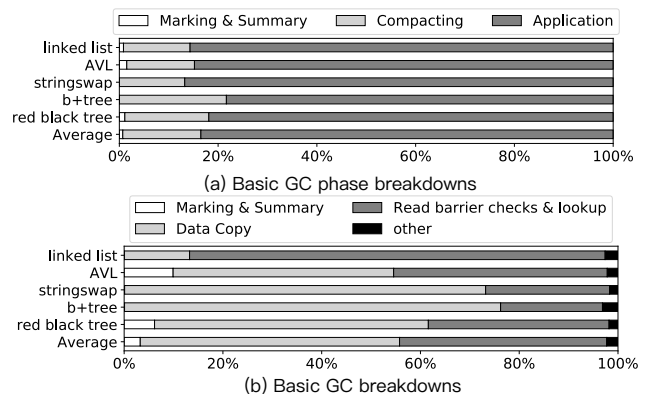 Marking & Summary Compacting Application
linked list
AVL
stringswap
b+tree
red black tree
Average
0% 20% 40% 60% 80% 100%
(a) Basic GC phase breakdowns
Marking & Summary Read barrier checks & lookup
Data Copy other
linked list
AVL
stringswap
b+tree
red black tree
Average
0% 20% 40% 60% 80% 100%
(b) Basic GC breakdowns